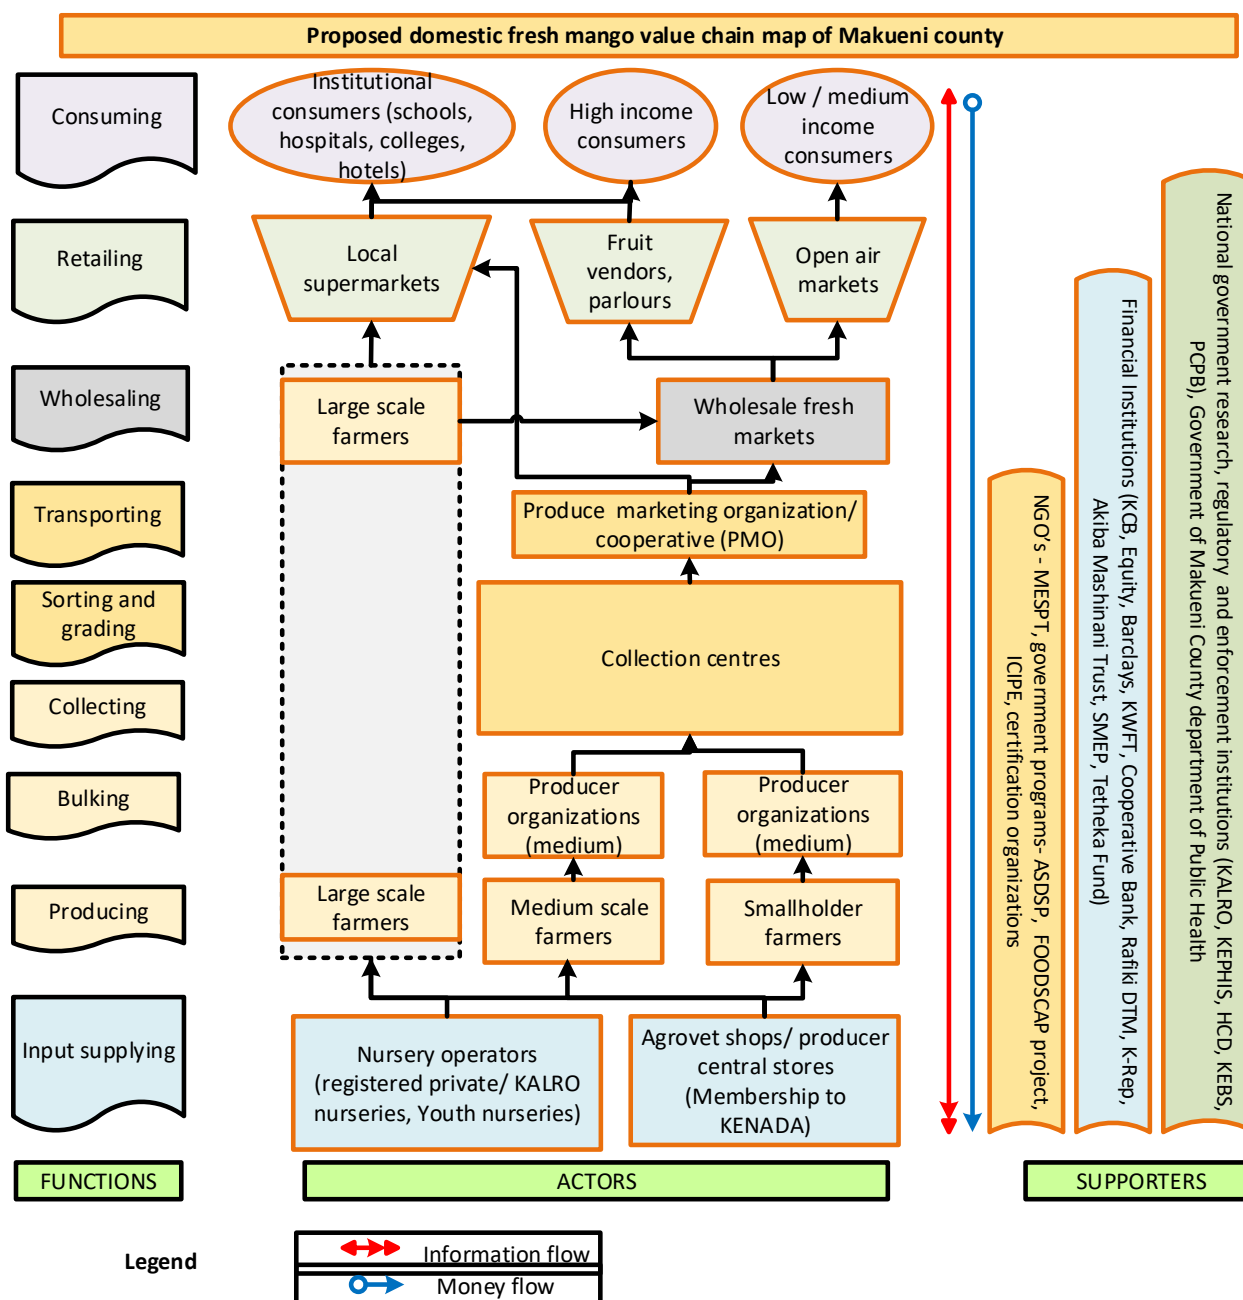 Proposed domestic fresh mango value chain map of Makueni county
Consuming
Institutional
consumers (schools,
hospitals, colleges,
hotels)
High income
consumers
Low / medium
income
consumers
Retailing
Local
supermarkets
Fruit
vendors,
parlours
Open air
markets
Wholesaling
Large scale
farmers
Wholesale fresh
markets
Transporting
Produce marketing organization/
cooperative (PMO)
Sorting and
grading
Collection centres
Collecting
Bulking
Producer
organizations
(medium)
Producer
organizations
(medium)
Producing
Large scale
farmers
Medium scale
farmers
Smallholder
farmers
Input supplying
Nursery operators
(registered private/ KALRO
nurseries, Youth nurseries)
Agrovet shops/ producer
central stores
(Membership to
KENADA)
NGO's - MESPT, government programs- ASDSP, FOODSCAP project,
ICIPE, certification organizations
Financial Institutions (KCB, Equity, Barclays, KWFT, Cooperative Bank, Rafiki DTM, K-Rep,
Akiba Mashinani Trust, SMEP, Tetheka Fund)
National government research, regulatory and enforcement institutions (KALRO, KEPHIS, HCD, KEBS,
PCPB), Government of Makueni County department of Public Health
FUNCTIONS
ACTORS
SUPPORTERS
Legend
Information flow
Money flow